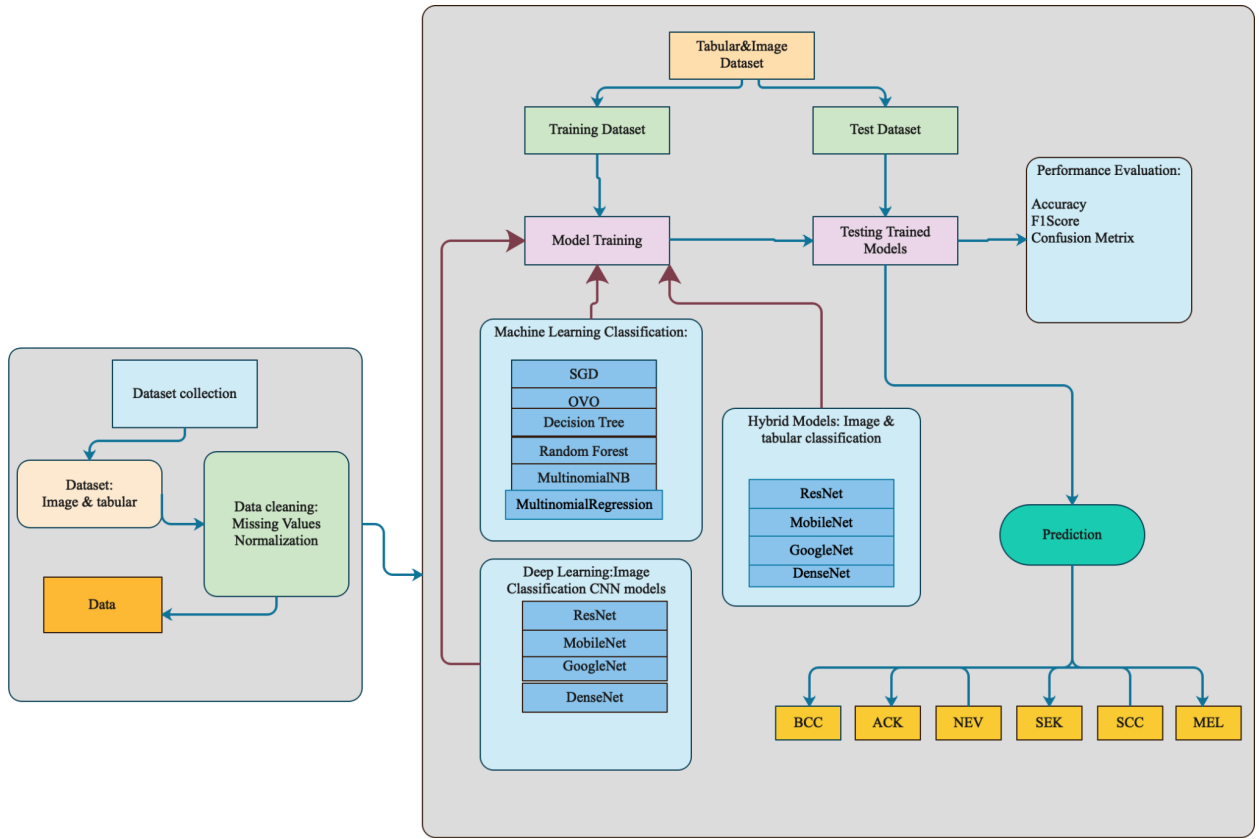 Tabular&Image
Dataset
Training Dataset
Test Dataset
Performance Evaluation:
Accuracy
F1Score
Confusion Metrix
Model Training
Testing Trained
Models
Machine Learning Classification:
SGD
OVO
Decision Tree
Random Forest
MultinomialNB
MultinomialRegression
Hybrid Models: Image &
tabular classification
ResNet
MobileNet
GoogleNet
DenseNet
Dataset collection
Dataset:
Image & tabular
Data cleaning:
Missing Values
Normalization
Data
Deep Learning:Image
Classification CNN models
ResNet
MobileNet
GoogleNet
DenseNet
Prediction
BCC
ACK
NEV
SEK
SCC
MEL